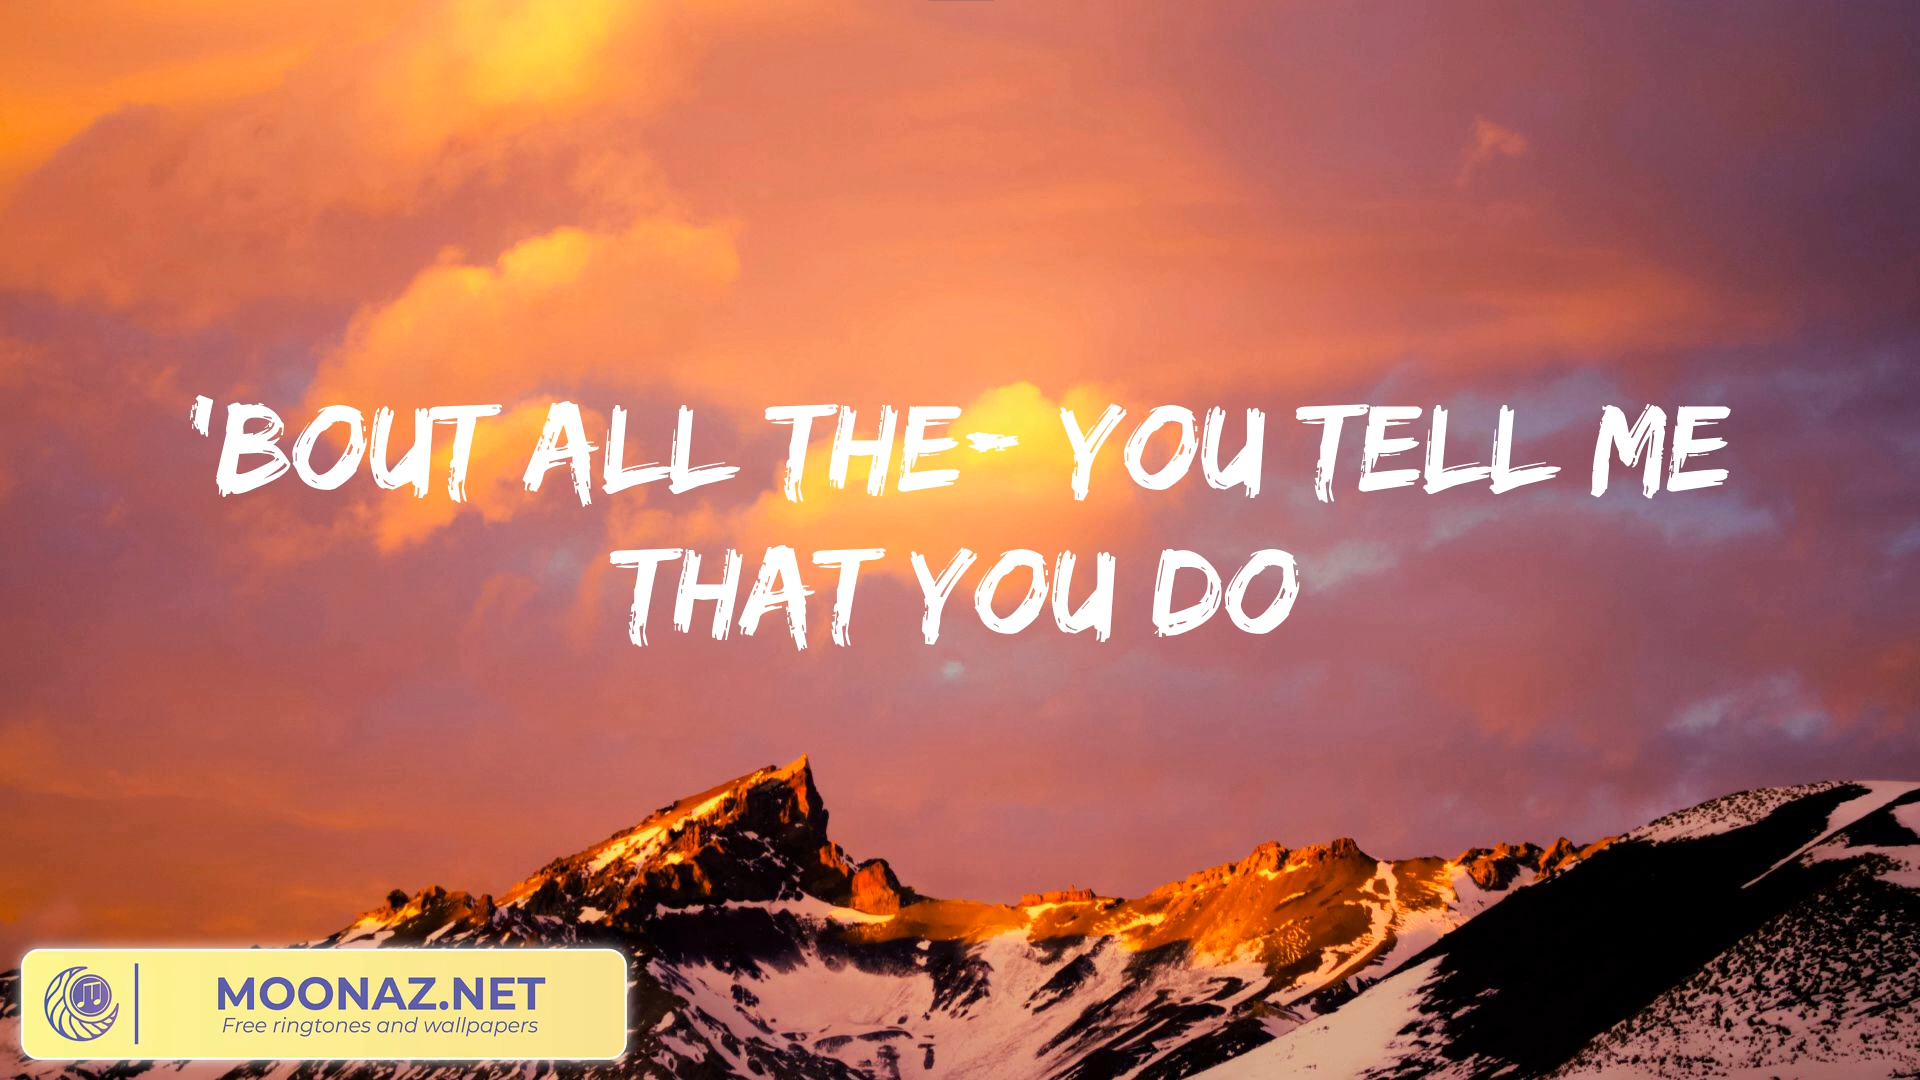 'BOUT ALL THE- YOU TELL ME
THAT YOU DO
MOONAZ.NET
Free ringtones and wallpapers